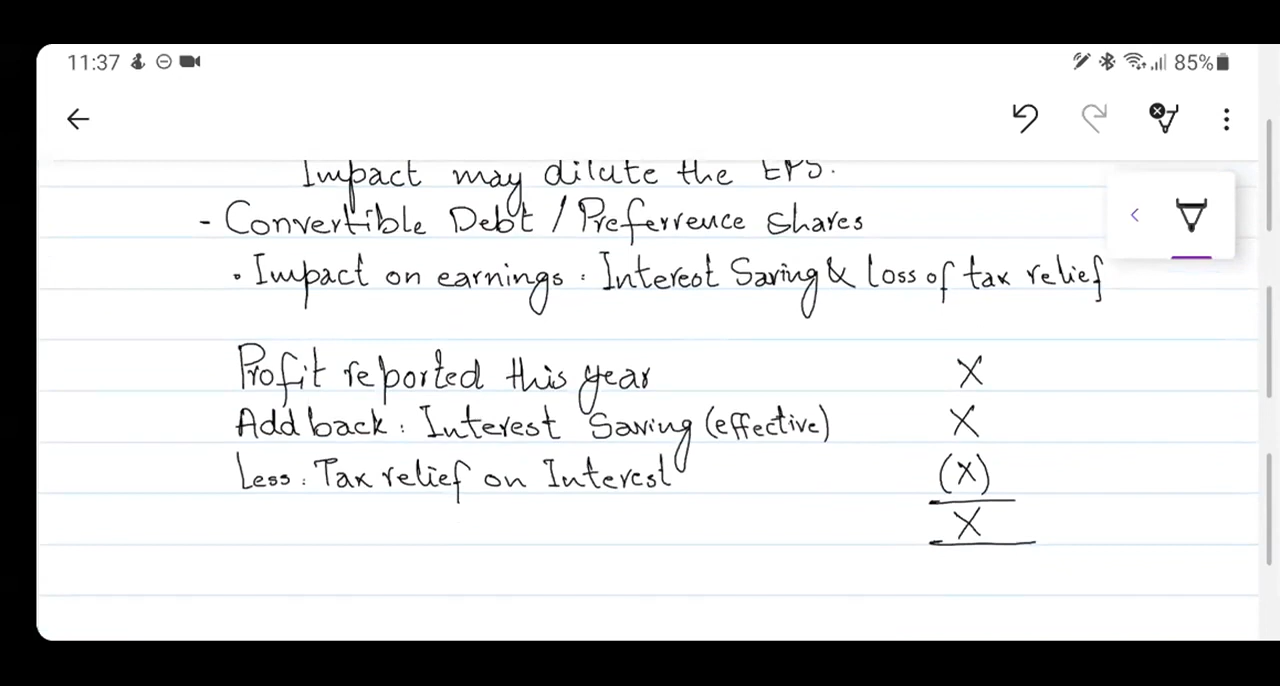 11:37 85%
Impact may dilute the EPS.
- Convertible Debt / Preferrence Shares
• Impact on earnings : Interest Saving & Loss of tax relief
Profit reported this year X
Add back : Interest Saving (effective) X
Less : Tax relief on Interest (X)
X